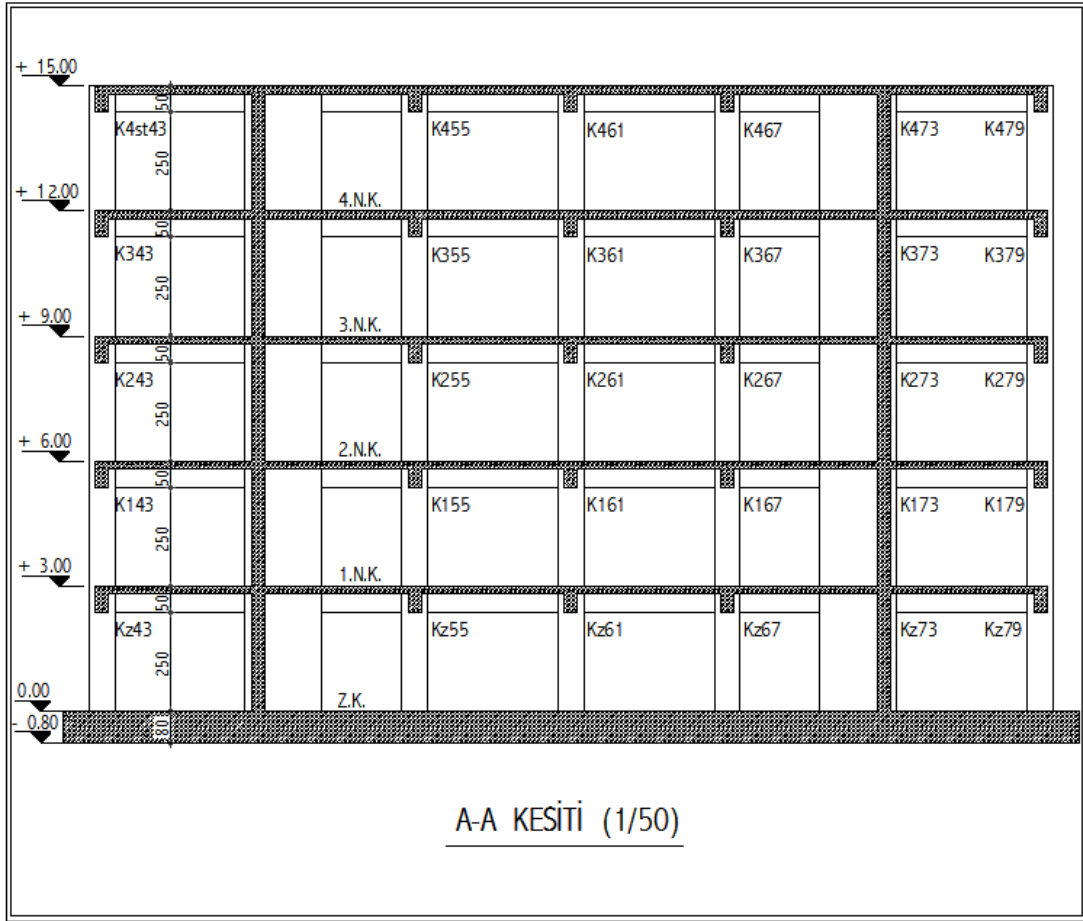 + 15.00
50
K4st43 K455 K461 K467 K473 K479
250
+ 12.00 4.N.K.
50
K343 K355 K361 K367 K373 K379
250
+ 9.00 3.N.K.
50
K243 K255 K261 K267 K273 K279
250
+ 6.00 2.N.K.
50
K143 K155 K161 K167 K173 K179
250
+ 3.00 1.N.K.
50
Kz43 Kz55 Kz61 Kz67 Kz73 Kz79
250
0.00 Z.K.
- 0.80 80
A-A KESİTİ (1/50)